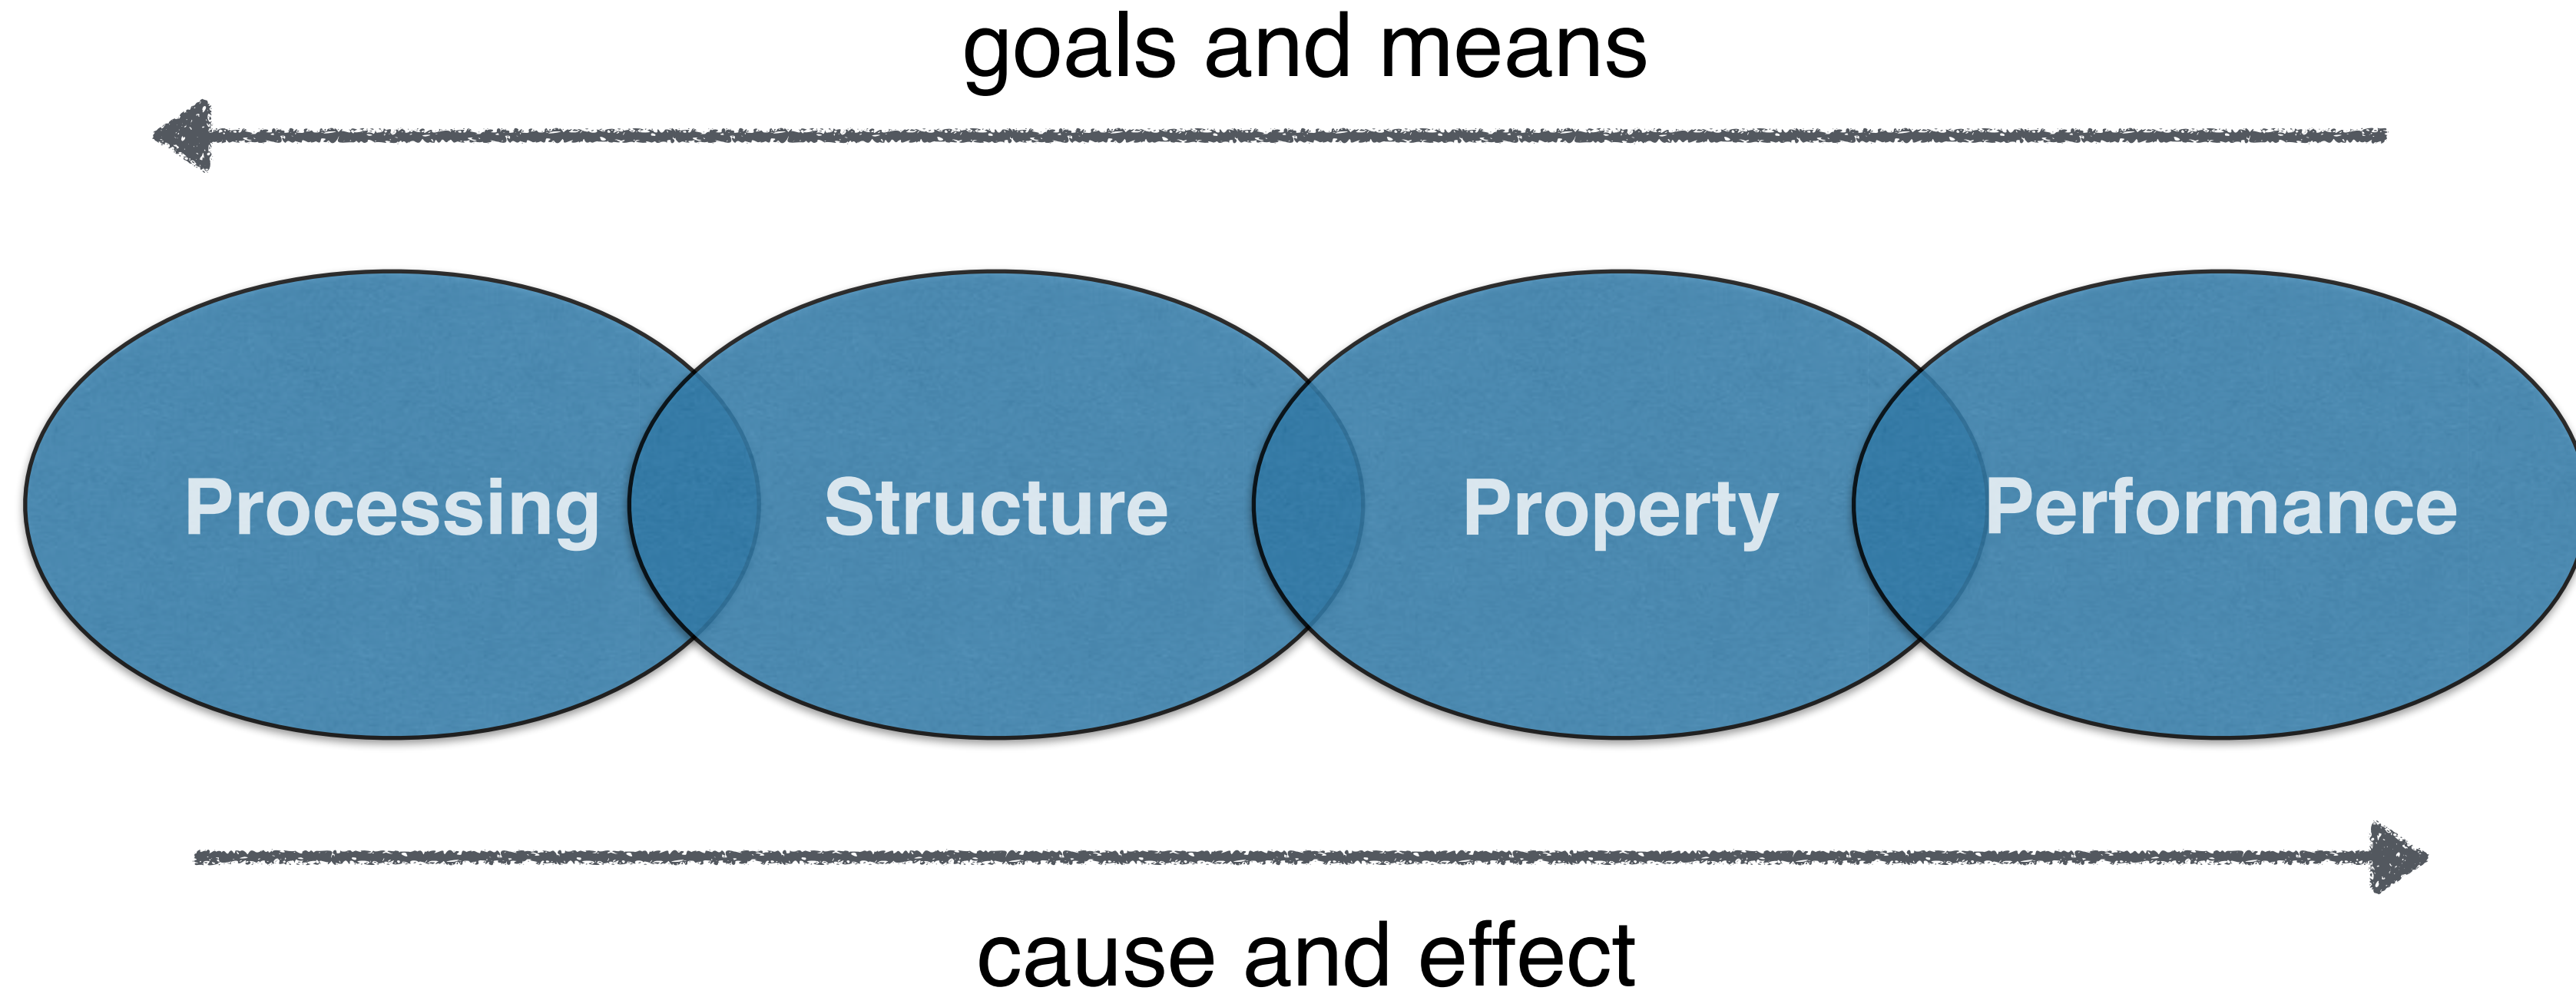 goals and means
Processing
Structure
Property
Performance
cause and effect